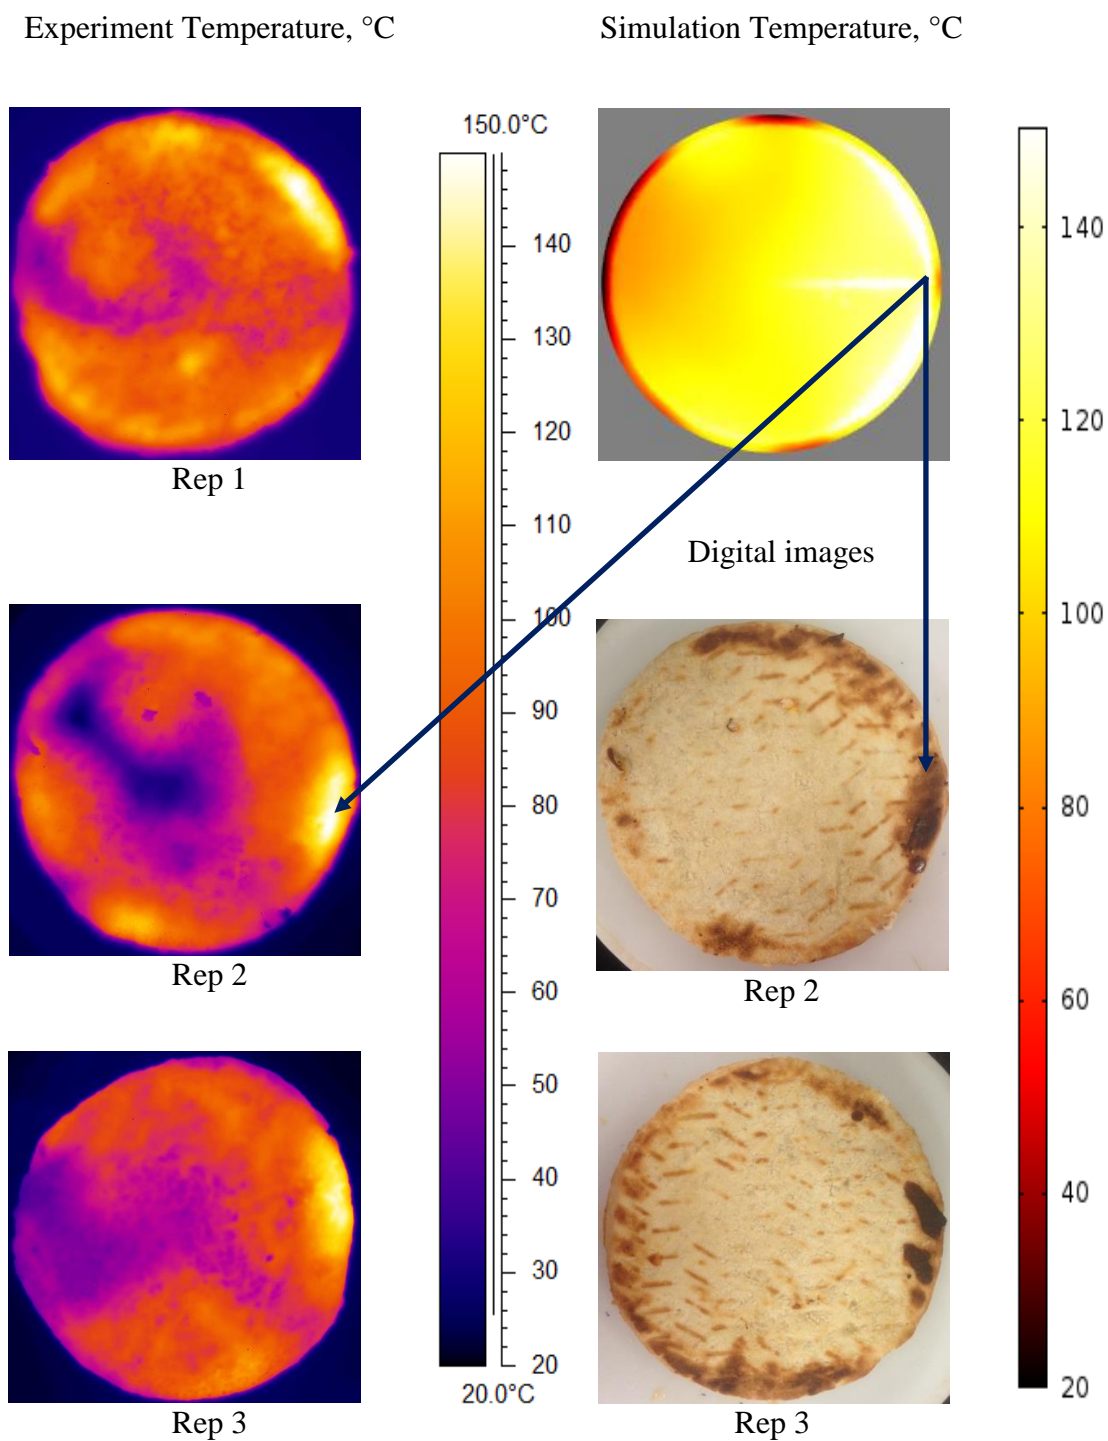 Experiment Temperature, °C
Simulation Temperature, °C
150.0°C
140
130
120
110
100
90
80
70
60
50
40
30
20
20.0°C
Rep 1
140
120
100
80
60
40
20
Digital images
Rep 2
Rep 2
Rep 3
Rep 3